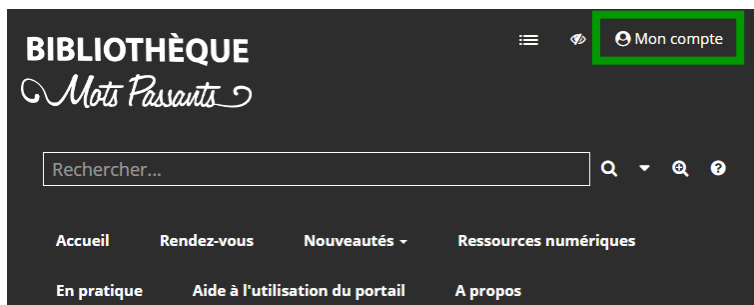 BIBLIOTHÈQUE
Mots Passants
Mon compte
Rechercher...
Accueil Rendez-vous Nouveautés Ressources numériques
En pratique Aide à l'utilisation du portail A propos